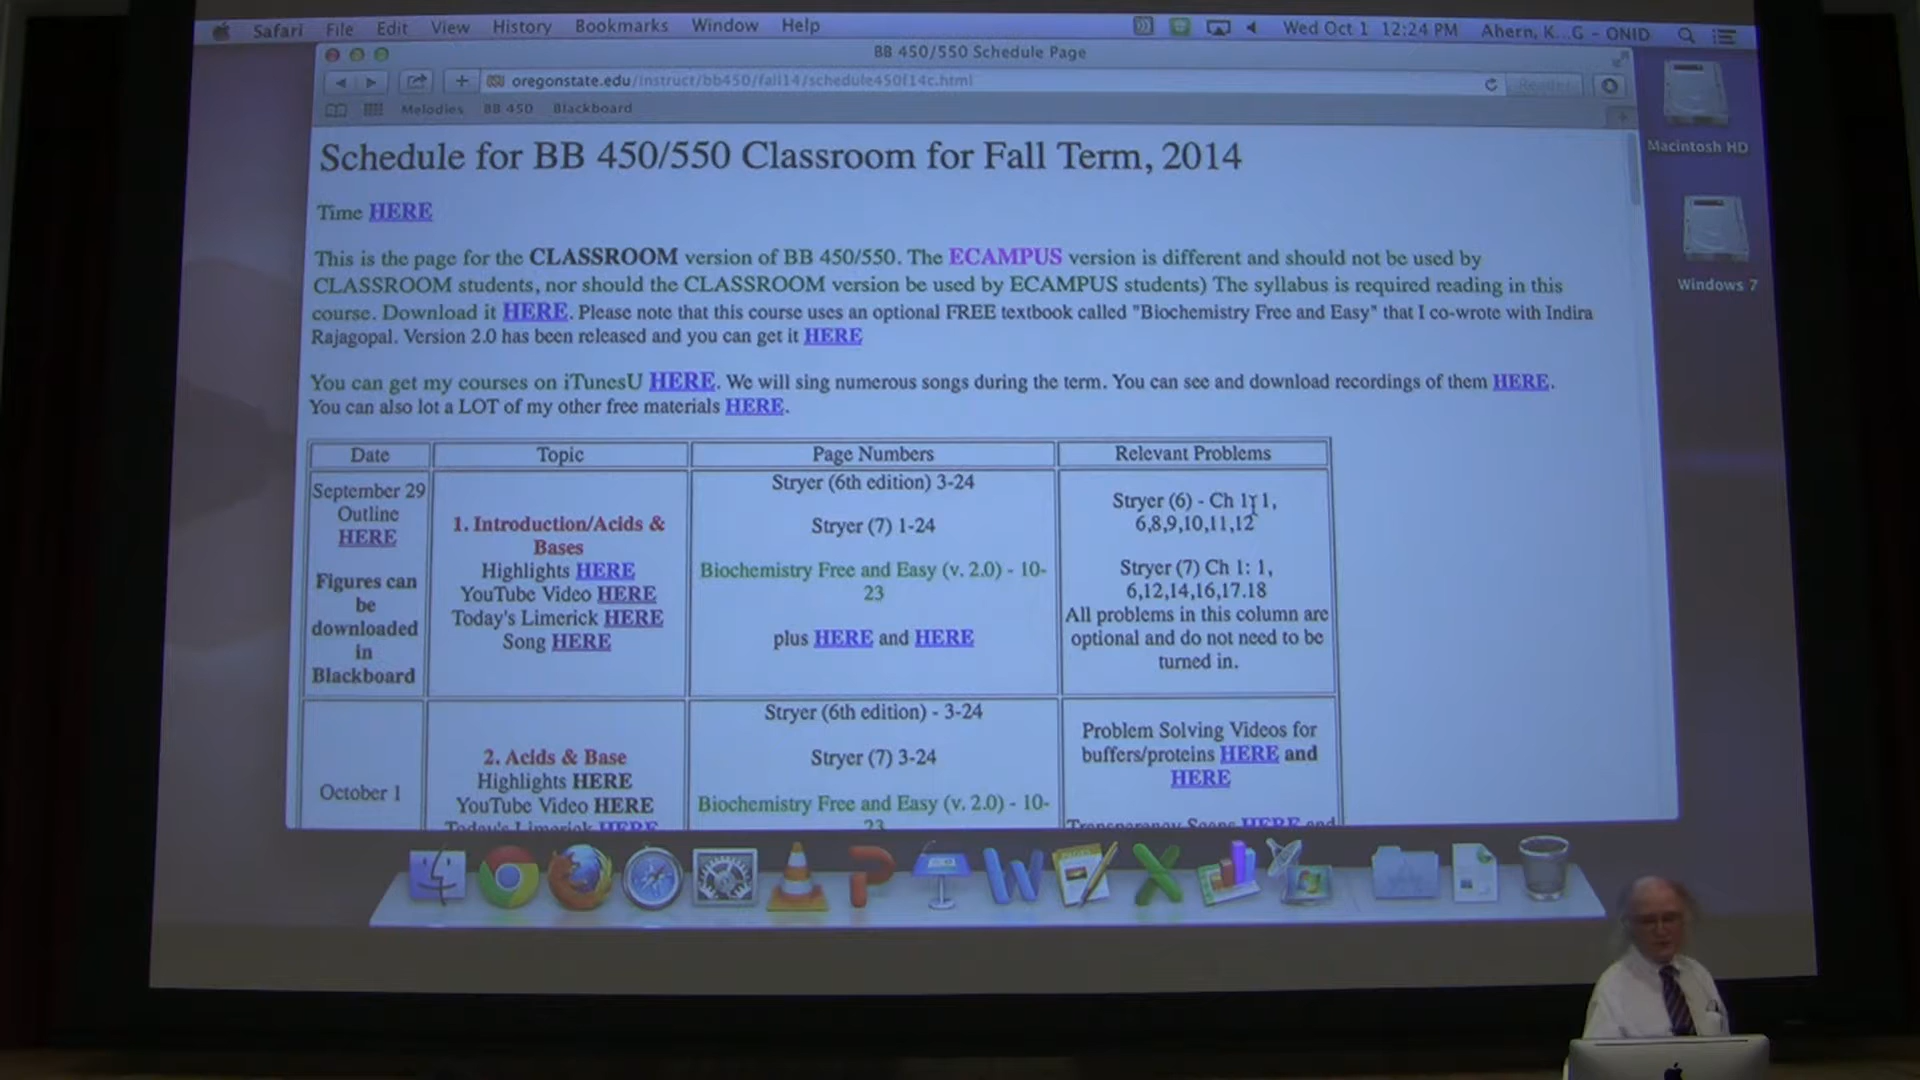 Safari File Edit View History Bookmarks Window Help Wed Oct 1 12:24 PM Ahern, K...G - ONID
BB 450/550 Schedule Page
oregonstate.edu/instruct/bb450/fall14/schedule450f14c.html Reader
Melodies BB 450 Blackboard
Macintosh HD
Windows 7
Schedule for BB 450/550 Classroom for Fall Term, 2014
Time HERE
This is the page for the CLASSROOM version of BB 450/550. The ECAMPUS version is different and should not be used by
CLASSROOM students, nor should the CLASSROOM version be used by ECAMPUS students) The syllabus is required reading in this
course. Download it HERE. Please note that this course uses an optional FREE textbook called "Biochemistry Free and Easy" that I co-wrote with Indira
Rajagopal. Version 2.0 has been released and you can get it HERE
You can get my courses on iTunesU HERE. We will sing numerous songs during the term. You can see and download recordings of them HERE.
You can also lot a LOT of my other free materials HERE.
Date Topic Page Numbers Relevant Problems
September 29
Outline
HERE
Figures can
be
downloaded
in
Blackboard
1. Introduction/Acids &
Bases
Highlights HERE
YouTube Video HERE
Today's Limerick HERE
Song HERE
Stryer (6th edition) 3-24
Stryer (7) 1-24
Biochemistry Free and Easy (v. 2.0) - 10-
23
plus HERE and HERE
Stryer (6) - Ch 1: 1,
6,8,9,10,11,12
Stryer (7) Ch 1: 1,
6,12,14,16,17.18
All problems in this column are
optional and do not need to be
turned in.
October 1
2. Acids & Base
Highlights HERE
YouTube Video HERE
Today's Limerick HERE
Stryer (6th edition) - 3-24
Stryer (7) 3-24
Biochemistry Free and Easy (v. 2.0) - 10-
23
Problem Solving Videos for
buffers/proteins HERE and
HERE
HERE and